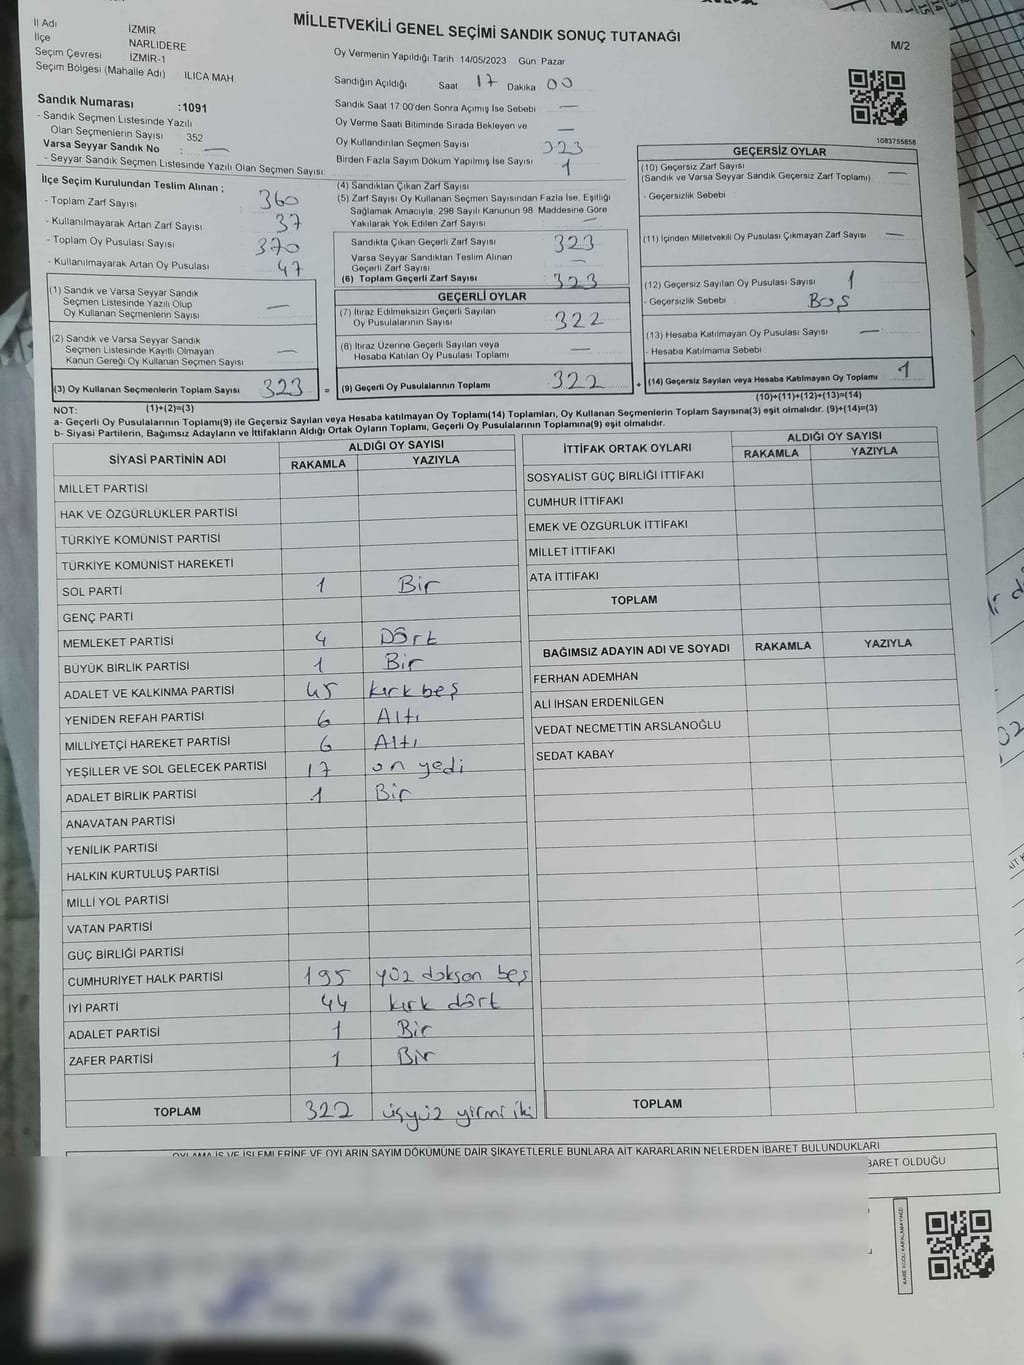 MİLLETVEKİLİ GENEL SEÇİMİ SANDIK SONUÇ TUTANAĞI
M/2
İl Adı İZMİR
İlçe NARLIDERE
Seçim Çevresi İZMİR-1
Seçim Bölgesi (Mahalle Adı) : ILICA MAH
Oy Vermenin Yapıldığı Tarih :14/05/2023 Gün Pazar
Sandığın Açıldığı Saat 17 Dakika 00
Sandık Saat 17 00'den Sonra Açımış İse Sebebi —
Oy Verme Saati Bitiminde Sırada Bekleyen ve —
Oy Kullandırılan Seçmen Sayısı 323
Birden Fazla Sayım Döküm Yapılmış İse Sayısı 1
1083755858
Sandık Numarası :1091
- Sandık Seçmen Listesinde Yazılı
Olan Seçmenlerin Sayısı 352
Varsa Seyyar Sandık No : —
- Seyyar Sandık Seçmen Listesinde Yazılı Olan Seçmen Sayısı
İlçe Seçim Kurulundan Teslim Alınan ;
- Toplam Zarf Sayısı 360
- Kullanılmayarak Artan Zarf Sayısı 37
- Toplam Oy Pusulası Sayısı 370
- Kullanılmayarak Artan Oy Pusulası 47
(1) Sandık ve Varsa Seyyar Sandık
Seçmen Listesinde Yazılı Olup
Oy Kullanan Seçmenlerin Sayısı —
(2) Sandık ve Varsa Seyyar Sandık
Seçmen Listesinde Kayıtlı Olmayan
Kanun Gereği Oy Kullanan Seçmen Sayısı —
(3) Oy Kullanan Seçmenlerin Toplam Sayısı 323 =
(1)+(2)=(3)
(4) Sandıktan Çıkan Zarf Sayısı
(5) Zarf Sayısı Oy Kullanan Seçmen Sayısından Fazla İse, Eşitliği
Sağlamak Amacıyla, 298 Sayılı Kanunun 98 Maddesine Göre
Yakılarak Yok Edilen Zarf Sayısı —
Sandıkta Çıkan Geçerli Zarf Sayısı 323
Varsa Seyyar Sandıktan Teslim Alınan
Geçerli Zarf Sayısı —
(6) Toplam Geçerli Zarf Sayısı 323
GEÇERLİ OYLAR
(7) İtiraz Edilmeksizin Geçerli Sayılan
Oy Pusulalarının Sayısı 322
(8) İtiraz Üzerine Geçerli Sayılan veya
Hesaba Katılan Oy Pusulası Toplamı —
(9) Geçerli Oy Pusulalarının Toplamı 322 +
GEÇERSİZ OYLAR
(10) Geçersiz Zarf Sayısı
(Sandık ve Varsa Seyyar Sandık Geçersiz Zarf Toplamı) —
- Geçersizlik Sebebi :
(11) İçinden Milletvekili Oy Pusulası Çıkmayan Zarf Sayısı —
(12) Geçersiz Sayılan Oy Pusulası Sayısı 1
- Geçersizlik Sebebi : Boş
(13) Hesaba Katılmayan Oy Pusulası Sayısı —
- Hesaba Katılmama Sebebi
(14) Geçersiz Sayılan veya Hesaba Katılmayan Oy Toplamı 1
(10)+(11)+(12)+(13)=(14)
NOT:
a- Geçerli Oy Pusulalarının Toplamı(9) ile Geçersiz Sayılan veya Hesaba katılmayan Oy Toplamı(14) Toplamları, Oy Kullanan Seçmenlerin Toplam Sayısına(3) eşit olmalıdır. (9)+(14)=(3)
b- Siyasi Partilerin, Bağımsız Adayların ve İttifakların Aldığı Ortak Oyların Toplamı, Geçerli Oy Pusulalarının Toplamına(9) eşit olmalıdır.
SİYASİ PARTİNİN ADI ALDIĞI OY SAYISI
RAKAMLA YAZIYLA
MİLLET PARTİSİ
HAK VE ÖZGÜRLÜKLER PARTİSİ
TÜRKİYE KOMÜNİST PARTİSİ
TÜRKİYE KOMÜNİST HAREKETİ
SOL PARTİ 1 Bir
GENÇ PARTİ
MEMLEKET PARTİSİ 4 Dört
BÜYÜK BİRLİK PARTİSİ 1 Bir
ADALET VE KALKINMA PARTİSİ 45 kırk beş
YENİDEN REFAH PARTİSİ 6 Altı
MİLLİYETÇİ HAREKET PARTİSİ 6 Altı
YEŞİLLER VE SOL GELECEK PARTİSİ 17 on yedi
ADALET BİRLİK PARTİSİ 1 Bir
ANAVATAN PARTİSİ
YENİLİK PARTİSİ
HALKIN KURTULUŞ PARTİSİ
MİLLİ YOL PARTİSİ
VATAN PARTİSİ
GÜÇ BİRLİĞİ PARTİSİ
CUMHURİYET HALK PARTİSİ 195 yüz doksan beş
İYİ PARTİ 44 kırk dört
ADALET PARTİSİ 1 Bir
ZAFER PARTİSİ 1 Bir
TOPLAM 322 üçyüz yirmi iki
İTTİFAK ORTAK OYLARI ALDIĞI OY SAYISI
RAKAMLA YAZIYLA
SOSYALİST GÜÇ BİRLİĞİ İTTİFAKI
CUMHUR İTTİFAKI
EMEK VE ÖZGÜRLÜK İTTİFAKI
MİLLET İTTİFAKI
ATA İTTİFAKI
TOPLAM
BAĞIMSIZ ADAYIN ADI VE SOYADI RAKAMLA YAZIYLA
FERHAN ADEMHAN
ALİ İHSAN ERDENİLGEN
VEDAT NECMETTİN ARSLANOĞLU
SEDAT KABAY
TOPLAM
OYLAMA İŞ VE İŞLEMLERİNE VE OYLARIN SAYIM DÖKÜMÜNE DAİR ŞİKAYETLERLE BUNLARA AİT KARARLARIN NELERDEN İBARET BULUNDUKLARI
BARET OLDUĞU